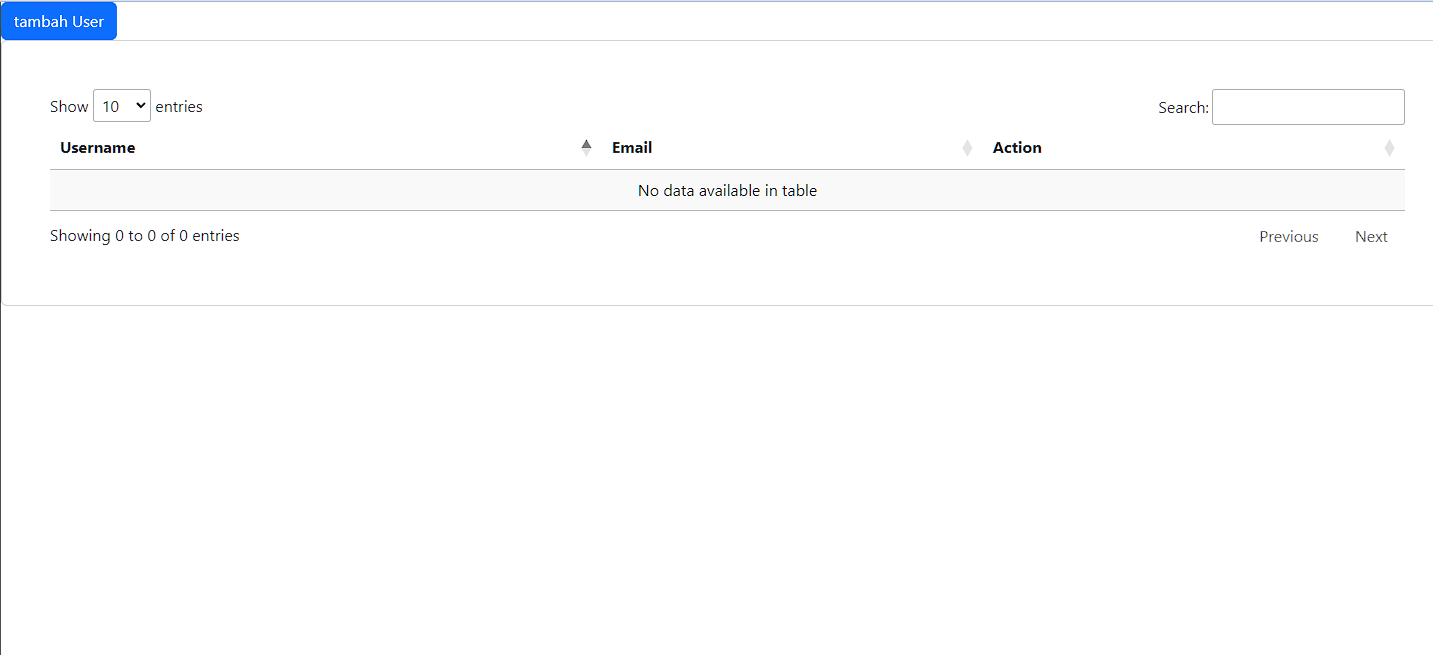 tambah User
Show 10 entries
Search:
Username Email Action
No data available in table
Showing 0 to 0 of 0 entries
Previous Next